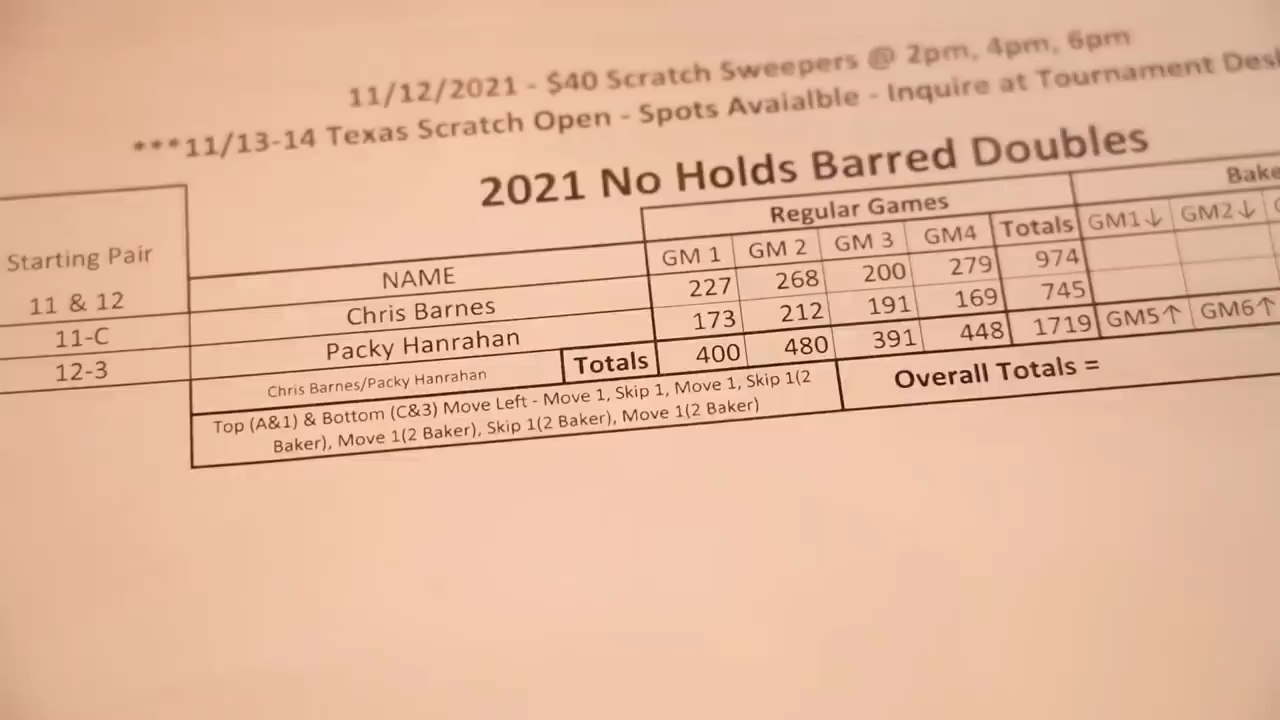 11/12/2021 - $40 Scratch Sweepers @ 2pm, 4pm, 6pm
***11/13-14 Texas Scratch Open - Spots Avaialble - Inquire at Tournament Des
2021 No Holds Barred Doubles
Regular Games Bake
Starting Pair NAME GM 1 GM 2 GM 3 GM4 Totals GM1↓ GM2↓
11 & 12 Chris Barnes 227 268 200 279 974
11-C Packy Hanrahan 173 212 191 169 745
12-3 Chris Barnes/Packy Hanrahan Totals 400 480 391 448 1719 GM5↑ GM6↑
Top (A&1) & Bottom (C&3) Move Left - Move 1, Skip 1, Move 1, Skip 1(2
Baker), Move 1(2 Baker), Skip 1(2 Baker), Move 1(2 Baker)
Overall Totals =